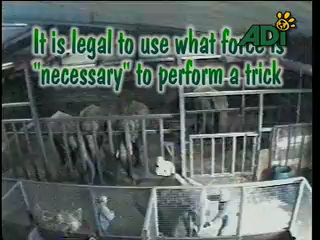 ADI
It is legal to use what force is
"necessary" to perform a trick